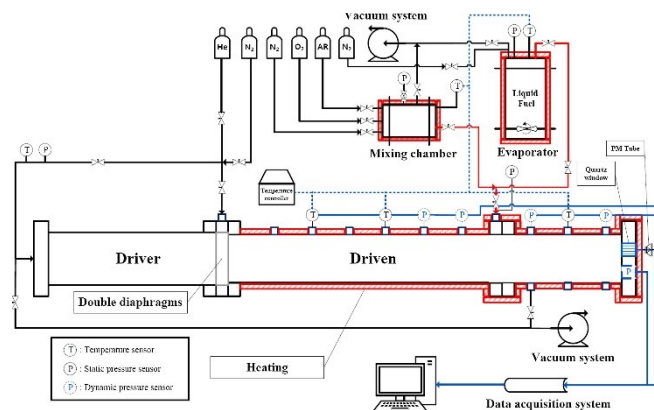 Vacuum system
He
N₂
N₂
O₂
AR
N₂
P
T
P
T
Liquid
Fuel
Mixing chamber
Evaporator
PM Tube
Quartz
window
T
P
P
Temperature
controller
T
T
P
P
P
T
P
Driver
Driven
P
Double diaphragms
Heating
Vacuum system
T : Temperature sensor
P : Static pressure sensor
P : Dynamic pressure sensor
Data acquisition system